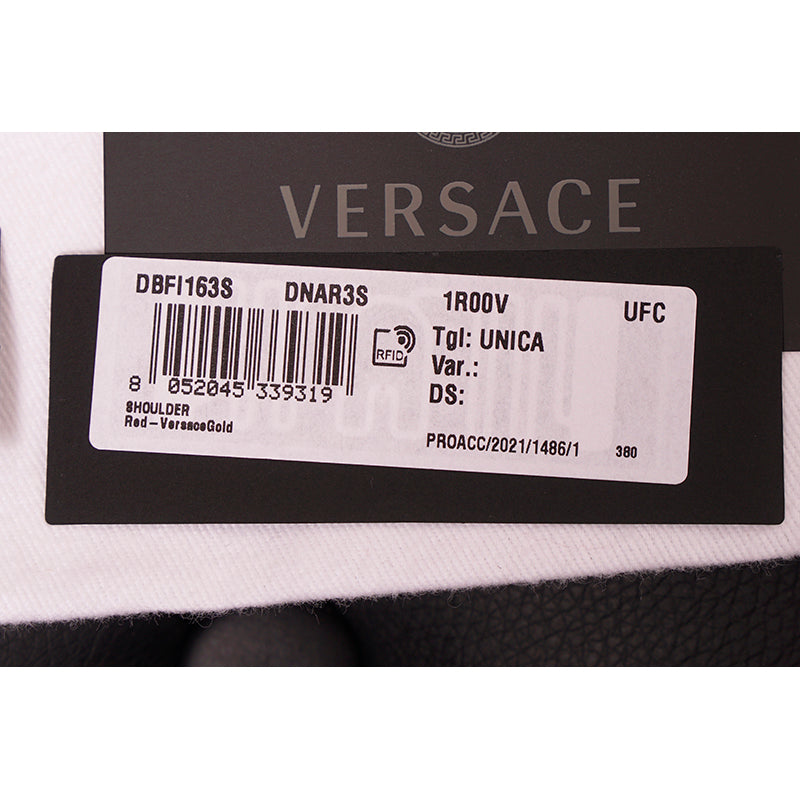 VERSACE
DBFI163S DNAR3S 1R00V UFC
RFID
Tgl: UNICA
Var.:
DS:
8 052045 339319
SHOULDER
Red-VersaceGold
PROACC/2021/1486/1 380